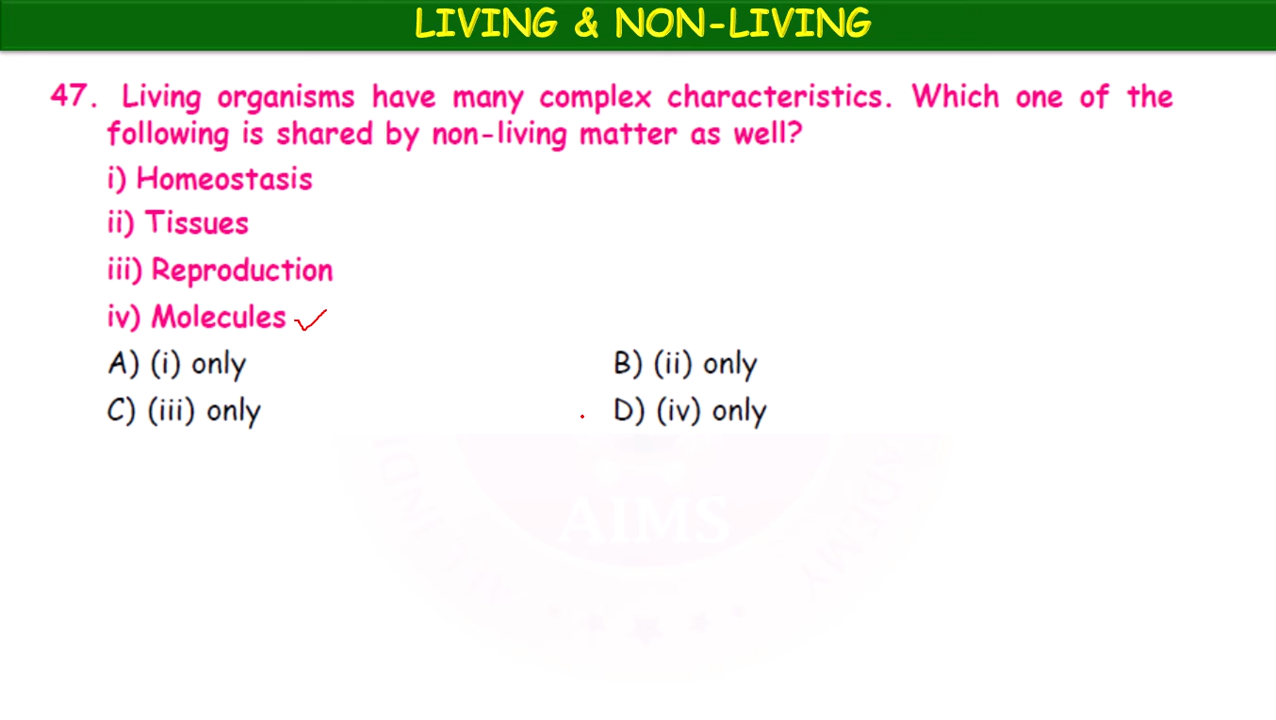 LIVING & NON-LIVING
47. Living organisms have many complex characteristics. Which one of the
following is shared by non-living matter as well?
i) Homeostasis
ii) Tissues
iii) Reproduction
iv) Molecules ✓
A) (i) only B) (ii) only
C) (iii) only D) (iv) only
AIMS